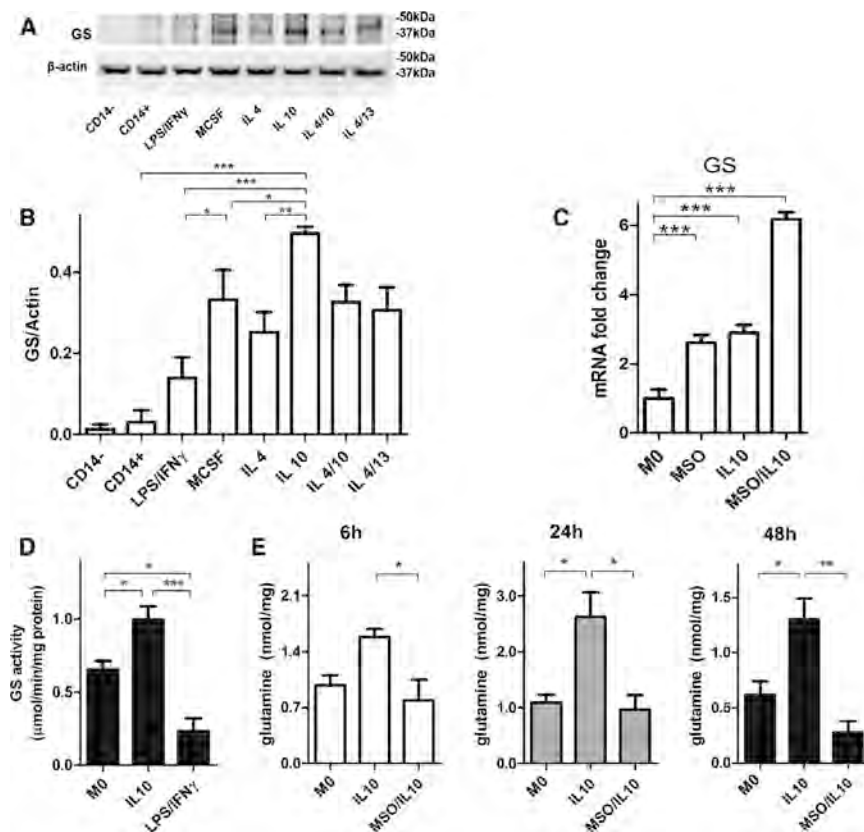 A
GS
-50kDa
-37kDa
β-actin
-50kDa
-37kDa
CD14-
CD14+
LPS/IFNγ
MCSF
IL 4
IL 10
IL 4/10
IL 4/13
B
***
***
*
*
**
GS/Actin
0.4
0.2
0.0
CD14-
CD14+
LPS/IFNγ
MCSF
IL 4
IL 10
IL 4/10
IL 4/13
C
GS
***
***
***
mRNA fold change
6
4
2
0
M0
MSO
IL10
MSO/IL10
D
*
*
***
GS activity
(μmol/min/mg protein)
1.0
0.5
0.0
M0
IL10
LPS/IFNγ
E
6h
*
glutamine (nmol/mg)
2.1
1.4
0.7
0.0
M0
IL10
MSO/IL10
24h
*
*
glutamine (nmol/mg)
3.0
2.0
1.0
0.0
M0
IL10
MSO/IL10
48h
*
**
glutamine (nmol/mg)
1.5
1.0
0.5
0.0
M0
IL10
MSO/IL10